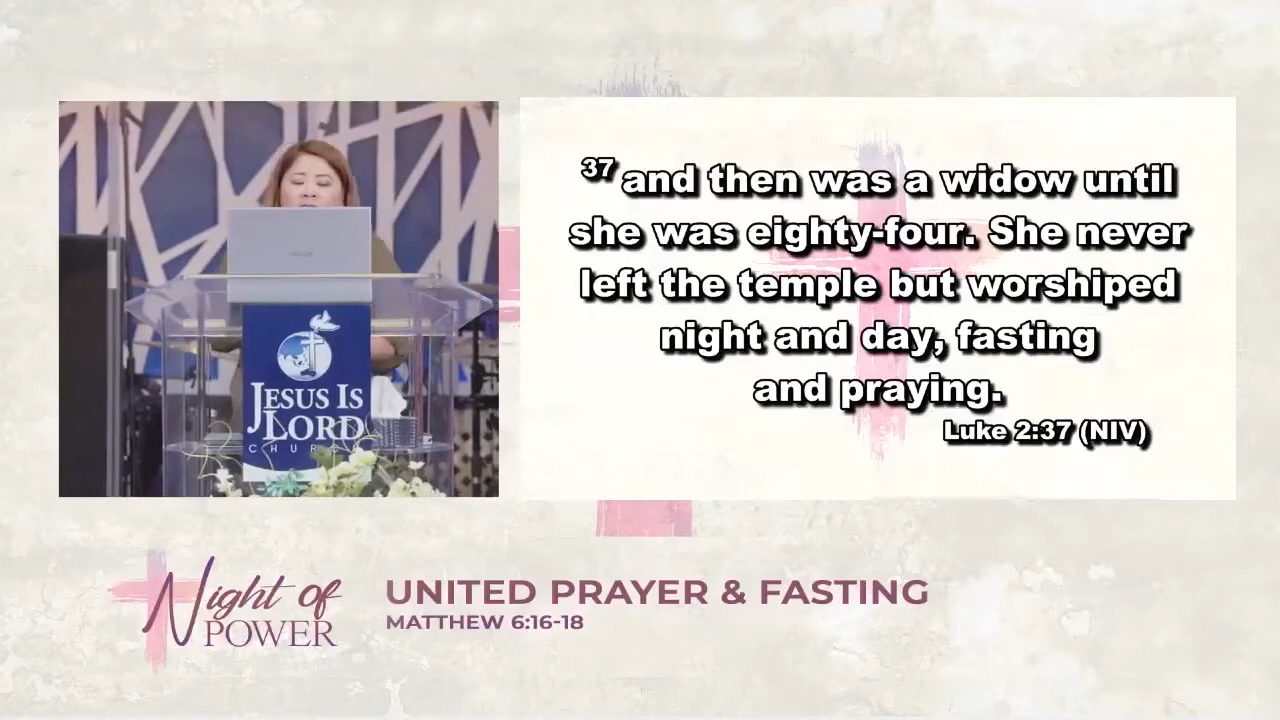 37 and then was a widow until
she was eighty-four. She never
left the temple but worshiped
night and day, fasting
and praying.
Luke 2:37 (NIV)
JESUS IS
LORD
CHURCH
Night of
POWER
UNITED PRAYER & FASTING
MATTHEW 6:16-18